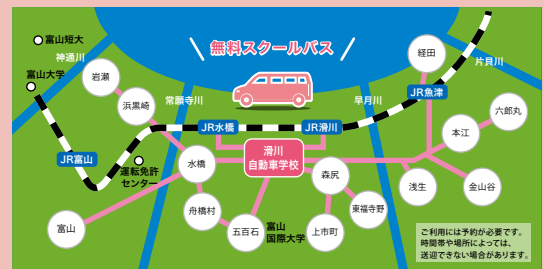 無料スクールバス
富山短大
神通川
富山大学
岩瀬
浜黒崎
常願寺川
早月川
経田
片貝川
JR魚津
六郎丸
本江
JR水橋
JR滑川
JR富山
運転免許
センター
水橋
滑川
自動車学校
森尻
浅生
金山谷
舟橋村
東福寺野
富山
五百石
富山
国際大学
上市町
ご利用には予約が必要です。
時間帯や場所によっては、
送迎できない場合があります。